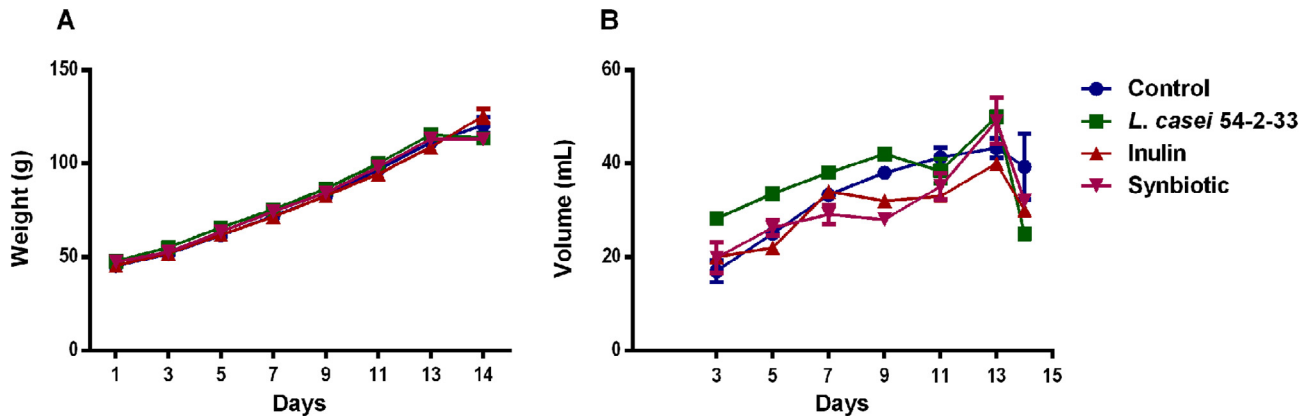 A
B
150
100
50
0
Weight (g)
1 3 5 7 9 11 13 14
Days
60
40
20
0
Volume (mL)
3 5 7 9 11 13 15
Days
Control
L. casei 54-2-33
Inulin
Synbiotic